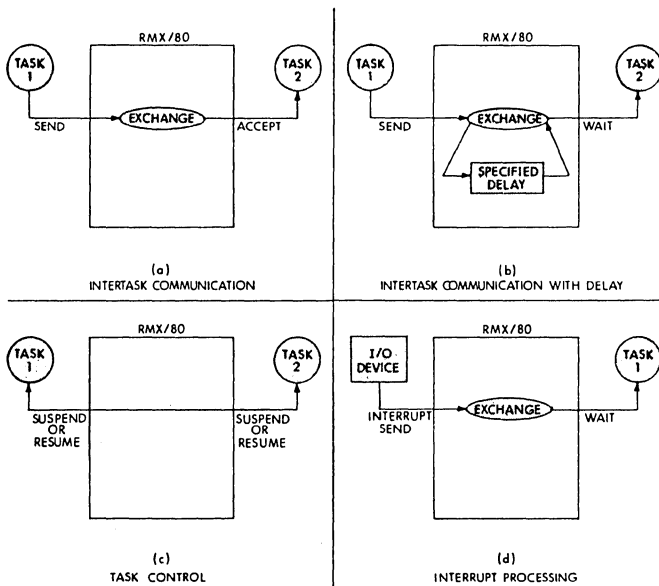 RMX/80
TASK
1
TASK
2
SEND
EXCHANGE
ACCEPT
(a)
INTERTASK COMMUNICATION
RMX/80
TASK
1
TASK
2
SEND
EXCHANGE
WAIT
SPECIFIED
DELAY
(b)
INTERTASK COMMUNICATION WITH DELAY
RMX/80
TASK
1
TASK
2
SUSPEND
OR
RESUME
SUSPEND
OR
RESUME
(c)
TASK CONTROL
RMX/80
I/O
DEVICE
TASK
1
INTERRUPT
SEND
EXCHANGE
WAIT
(d)
INTERRUPT PROCESSING